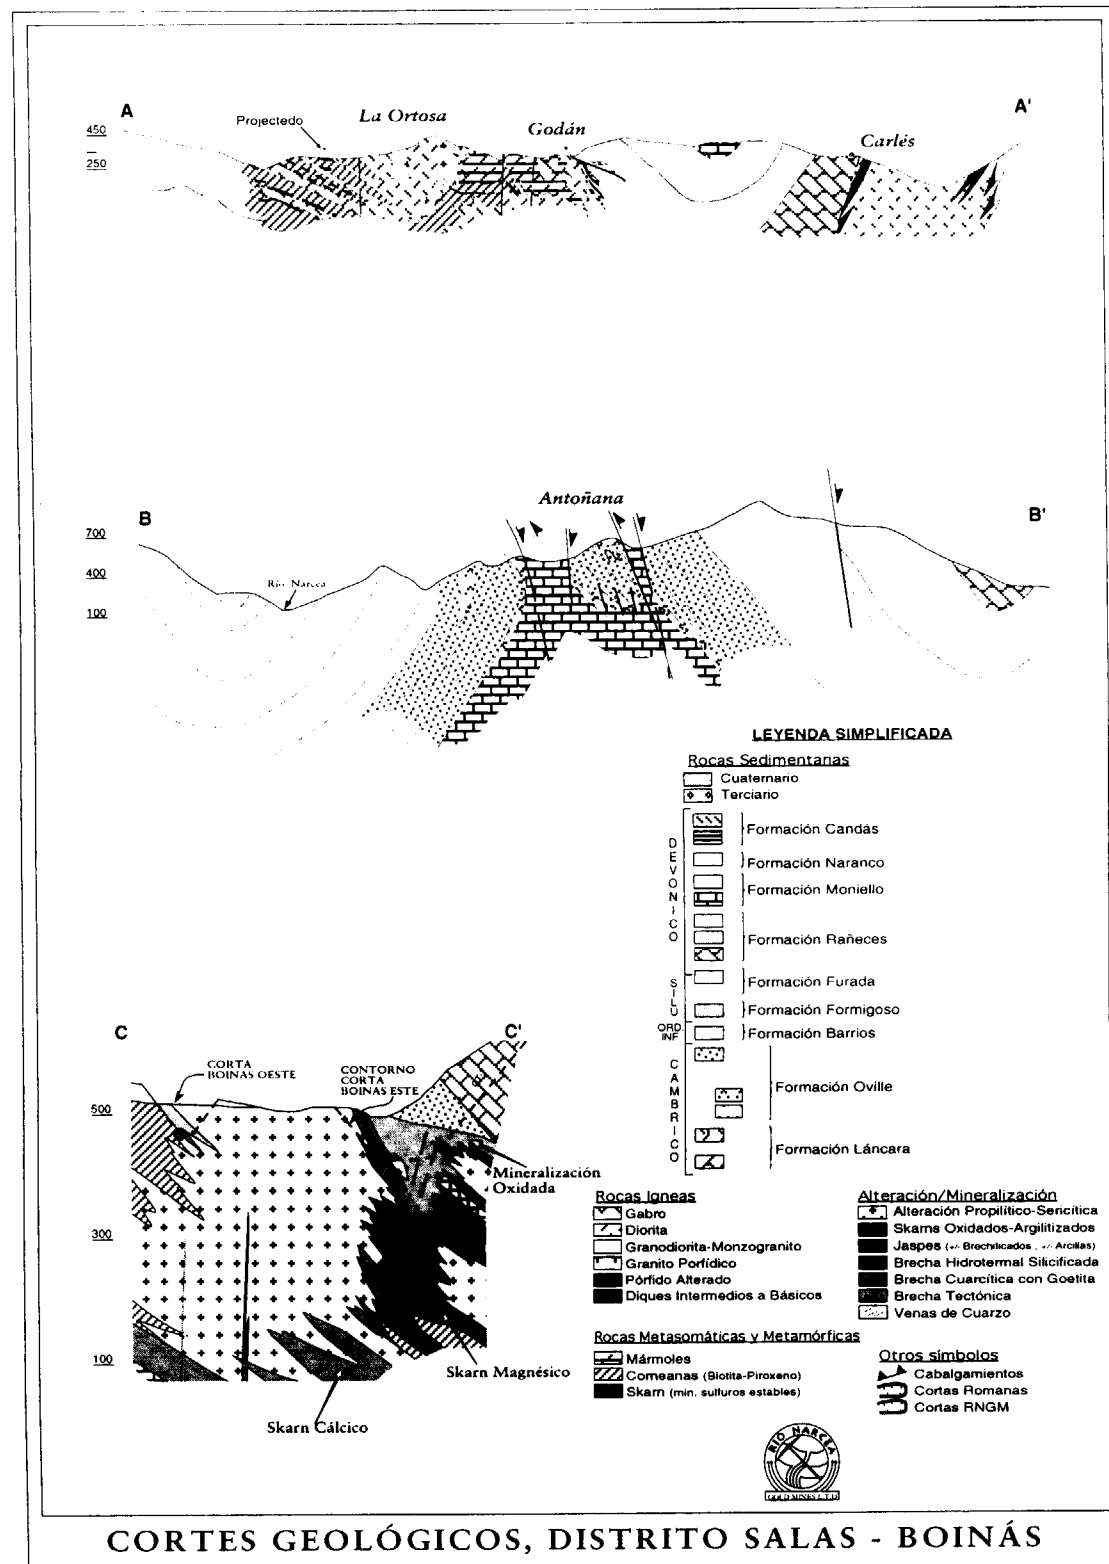 A
A'
Projectedo
La Ortosa
Godán
Carlés
450
250
Antoñana
B
B'
700
400
100
Río Narcea
LEYENDA SIMPLIFICADA
Rocas Sedimentarias
Cuaternario
Terciario
DEVONICO
Formación Candás
Formación Naranco
Formación Moniello
Formación Rañeces
SILU
Formación Furada
Formación Formigoso
ORD. INF
Formación Barrios
CAMBRICO
Formación Oville
Formación Láncara
C
C'
CORTA
BOINAS OESTE
CONTORNO
CORTA
BOINAS ESTE
500
300
100
Mineralización
Oxidada
Skarn Magnésico
Skarn Cálcico
Rocas Igneas
Gabro
Diorita
Granodiorita-Monzogranito
Granito Porfídico
Pórfido Alterado
Diques Intermedios a Básicos
Rocas Metasomáticas y Metamórficas
Mármoles
Corneanas (Biotita-Piroxeno)
Skarn (min. sulfuros estables)
Alteración/Mineralización
Alteración Propilítico-Sericítica
Skarns Oxidados-Argilitizados
Jaspes (+/- Brechificados , +/- Arcillas)
Brecha Hidrotermal Silicificada
Brecha Cuarcítica con Goetita
Brecha Tectónica
Venas de Cuarzo
Otros símbolos
Cabalgamientos
Cortas Romanas
Cortas RNGM
RIO NARCEA
GOLD MINES L.T.D
CORTES GEOLÓGICOS, DISTRITO SALAS - BOINÁS